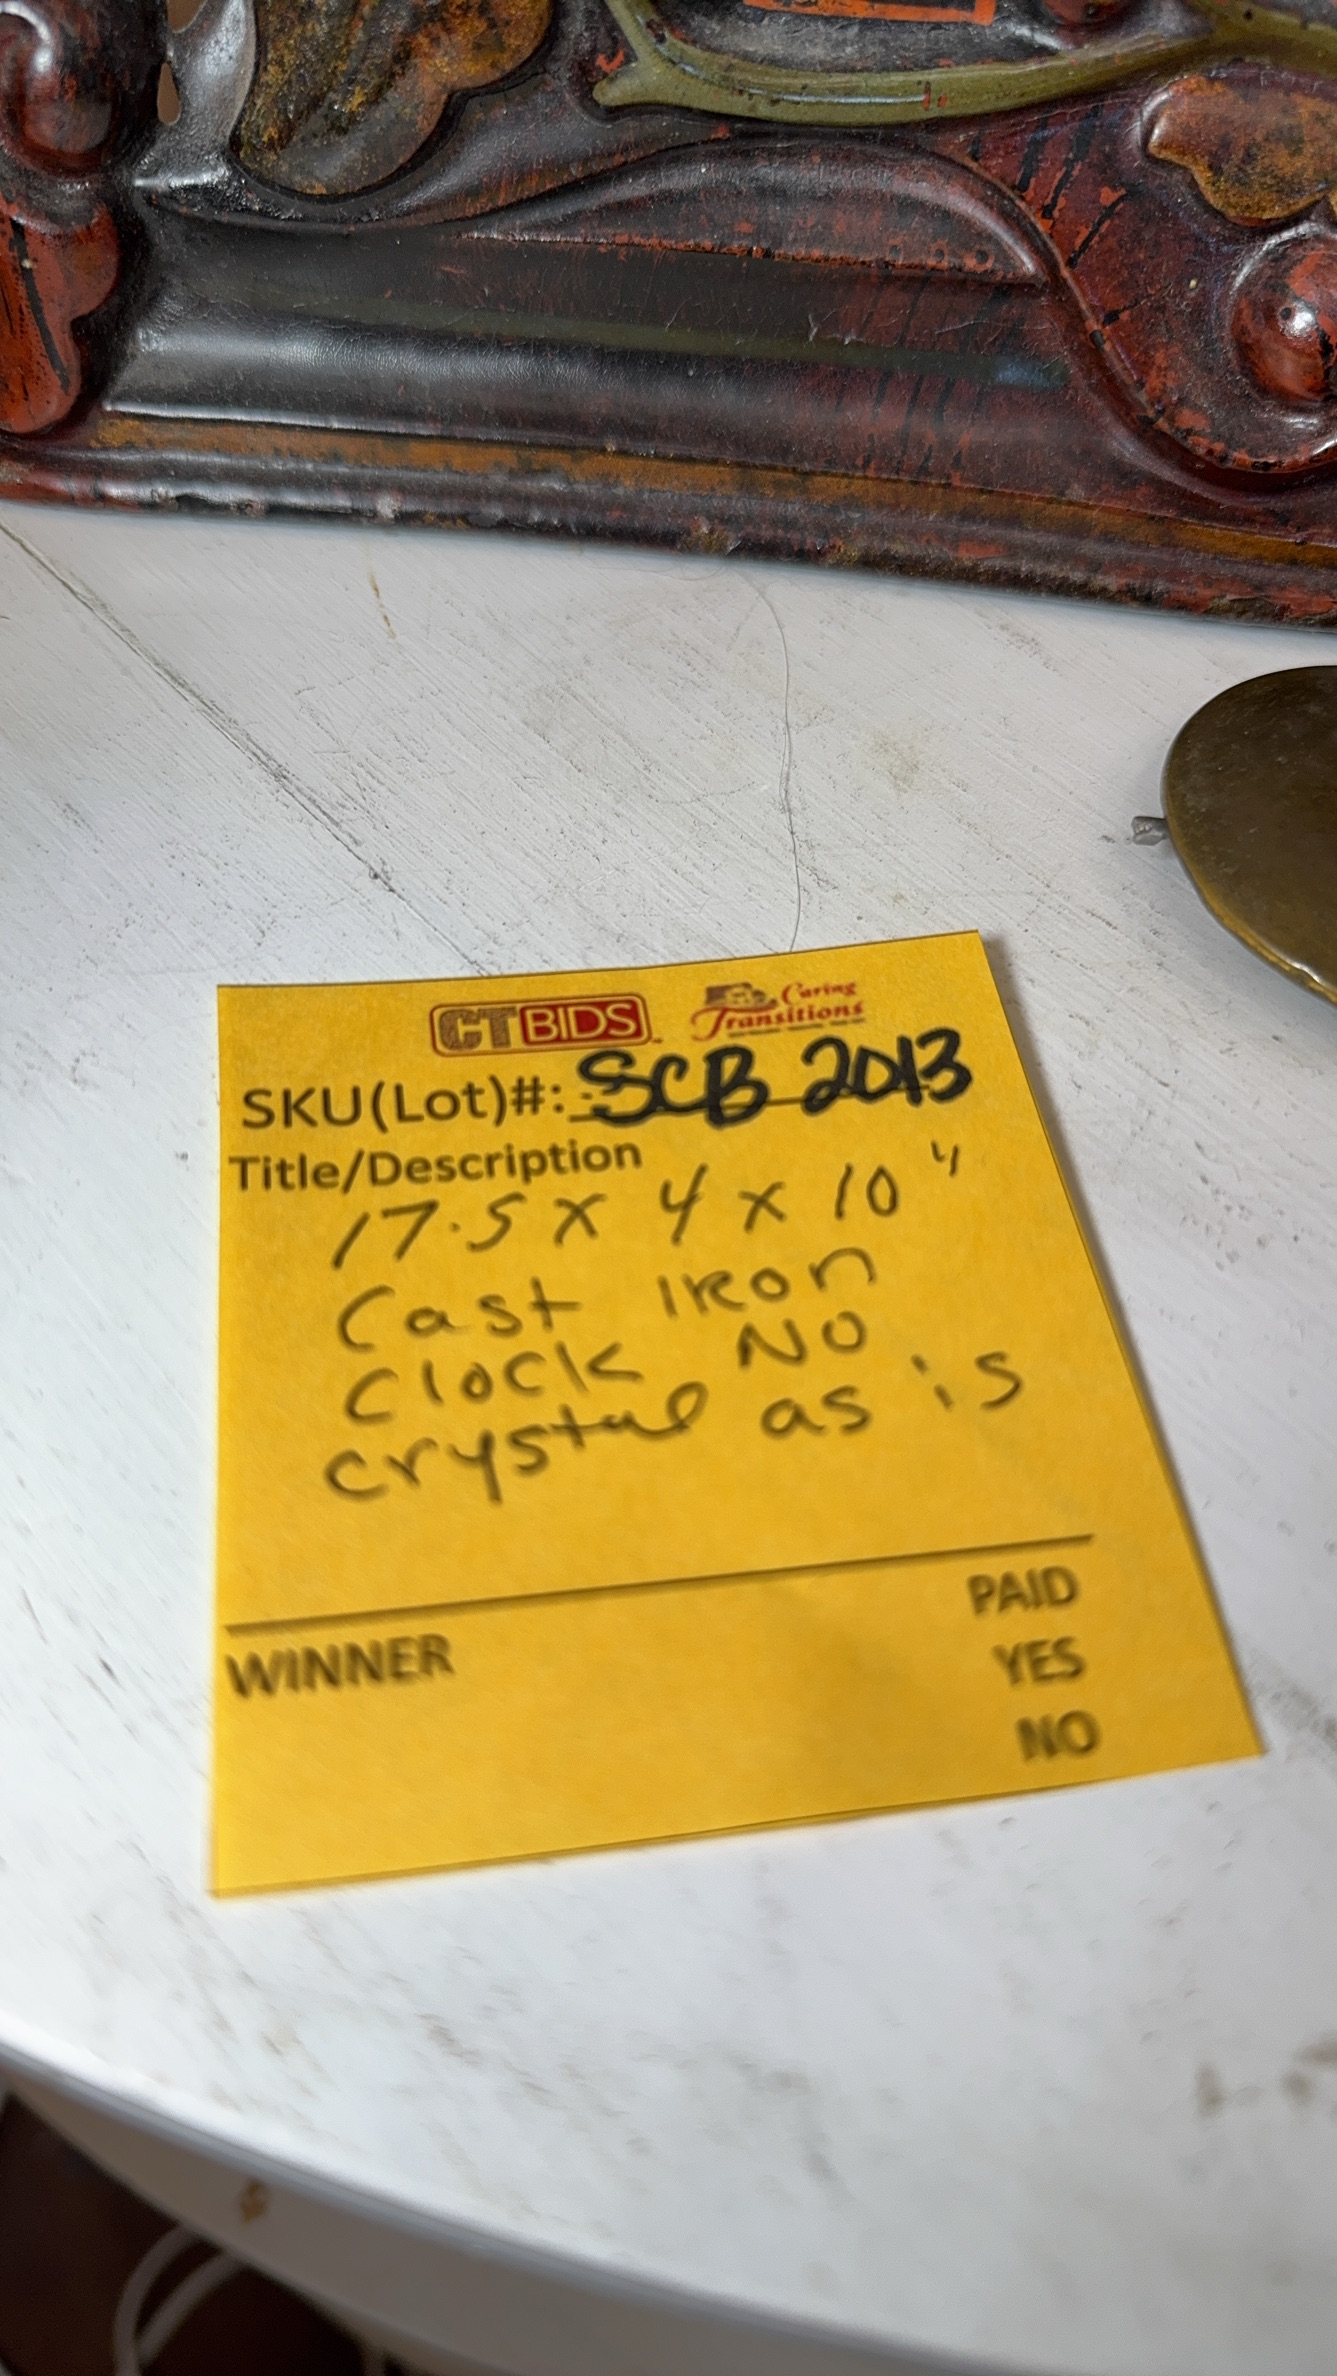 CTBIDS™ Caring Transitions
SKU(Lot)#: SCB 2013
Title/Description
17.5 x 4 x 10"
Cast Iron
Clock No
crystal as is
PAID
WINNER YES
NO